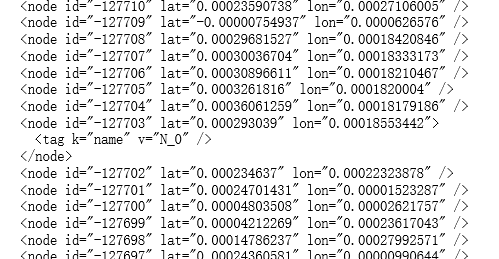 <node id="-127710" lat="0.00023590738" lon="0.00027106005" />
<node id="-127709" lat="-0.00000754937" lon="0.0000626576" />
<node id="-127708" lat="0.00029681527" lon="0.00018420846" />
<node id="-127707" lat="0.00030036704" lon="0.00018333173" />
<node id="-127706" lat="0.00030896611" lon="0.00018210467" />
<node id="-127705" lat="0.0003261816" lon="0.0001820004" />
<node id="-127704" lat="0.00036061259" lon="0.00018179186" />
<node id="-127703" lat="0.000293039" lon="0.00018553442">
<tag k="name" v="N_0" />
</node>
<node id="-127702" lat="0.000234637" lon="0.00022323878" />
<node id="-127701" lat="0.00024701431" lon="0.00001523287" />
<node id="-127700" lat="0.00004803508" lon="0.0002621757" />
<node id="-127699" lat="0.00004212269" lon="0.00023617043" />
<node id="-127698" lat="0.00014786237" lon="0.00027992571" />
<node id="-127697" lat="0.00024360581" lon="0.00000990644" />